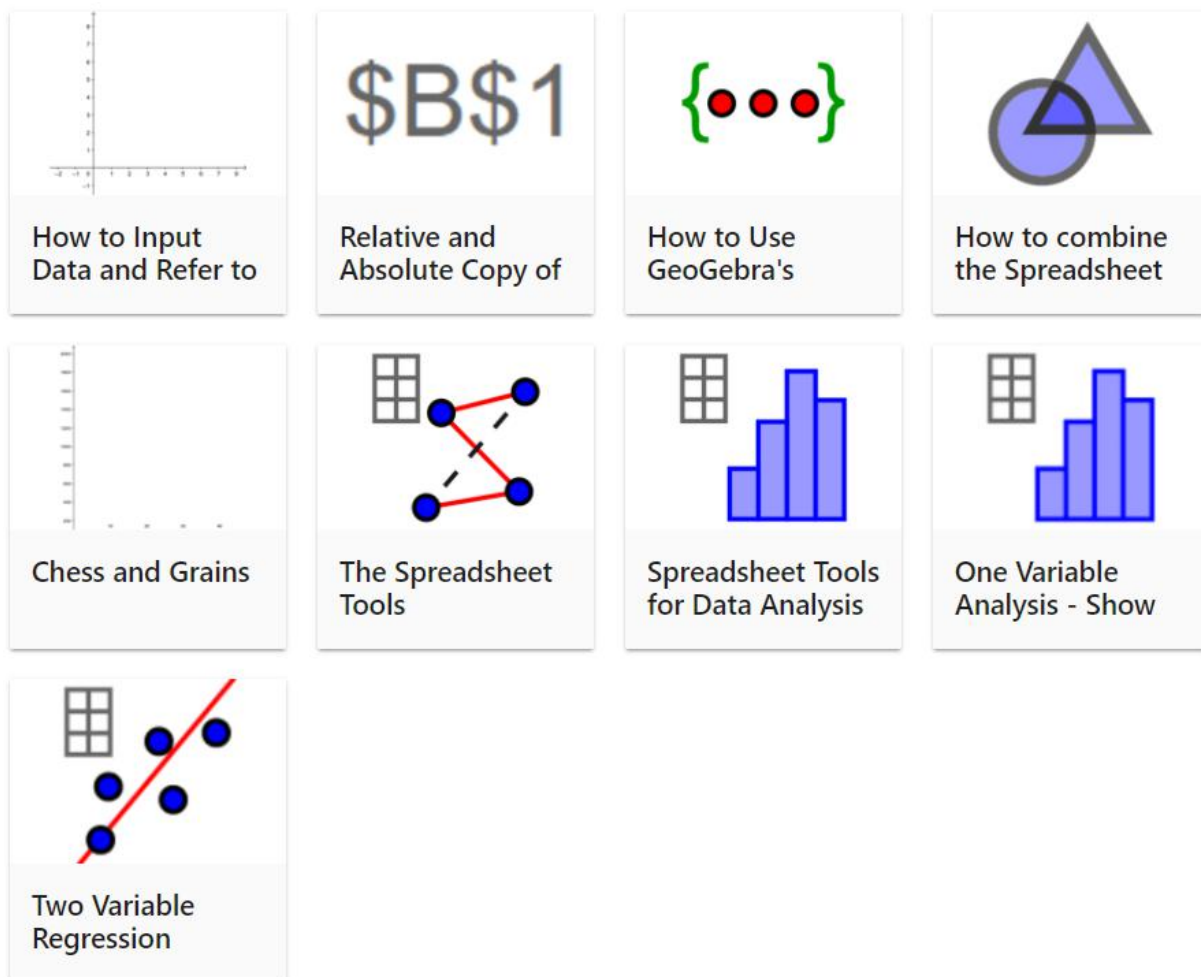 $B$1
How to Input
Data and Refer to
Relative and
Absolute Copy of
How to Use
GeoGebra's
How to combine
the Spreadsheet
Chess and Grains
The Spreadsheet
Tools
Spreadsheet Tools
for Data Analysis
One Variable
Analysis - Show
Two Variable
Regression